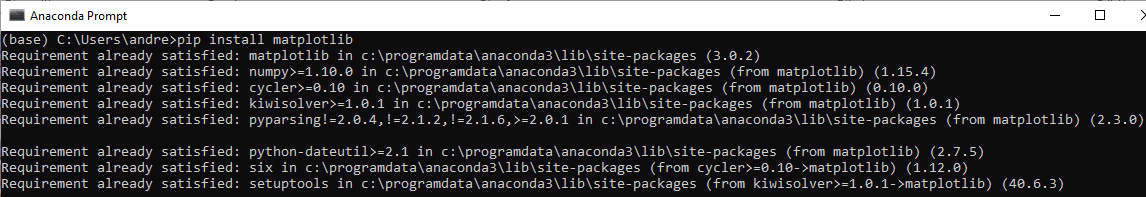 Anaconda Prompt
(base) C:\Users\andre>pip install matplotlib
Requirement already satisfied: matplotlib in c:\programdata\anaconda3\lib\site-packages (3.0.2)
Requirement already satisfied: numpy>=1.10.0 in c:\programdata\anaconda3\lib\site-packages (from matplotlib) (1.15.4)
Requirement already satisfied: cycler>=0.10 in c:\programdata\anaconda3\lib\site-packages (from matplotlib) (0.10.0)
Requirement already satisfied: kiwisolver>=1.0.1 in c:\programdata\anaconda3\lib\site-packages (from matplotlib) (1.0.1)
Requirement already satisfied: pyparsing!=2.0.4,!=2.1.2,!=2.1.6,>=2.0.1 in c:\programdata\anaconda3\lib\site-packages (from matplotlib) (2.3.0)
Requirement already satisfied: python-dateutil>=2.1 in c:\programdata\anaconda3\lib\site-packages (from matplotlib) (2.7.5)
Requirement already satisfied: six in c:\programdata\anaconda3\lib\site-packages (from cycler>=0.10->matplotlib) (1.12.0)
Requirement already satisfied: setuptools in c:\programdata\anaconda3\lib\site-packages (from kiwisolver>=1.0.1->matplotlib) (40.6.3)